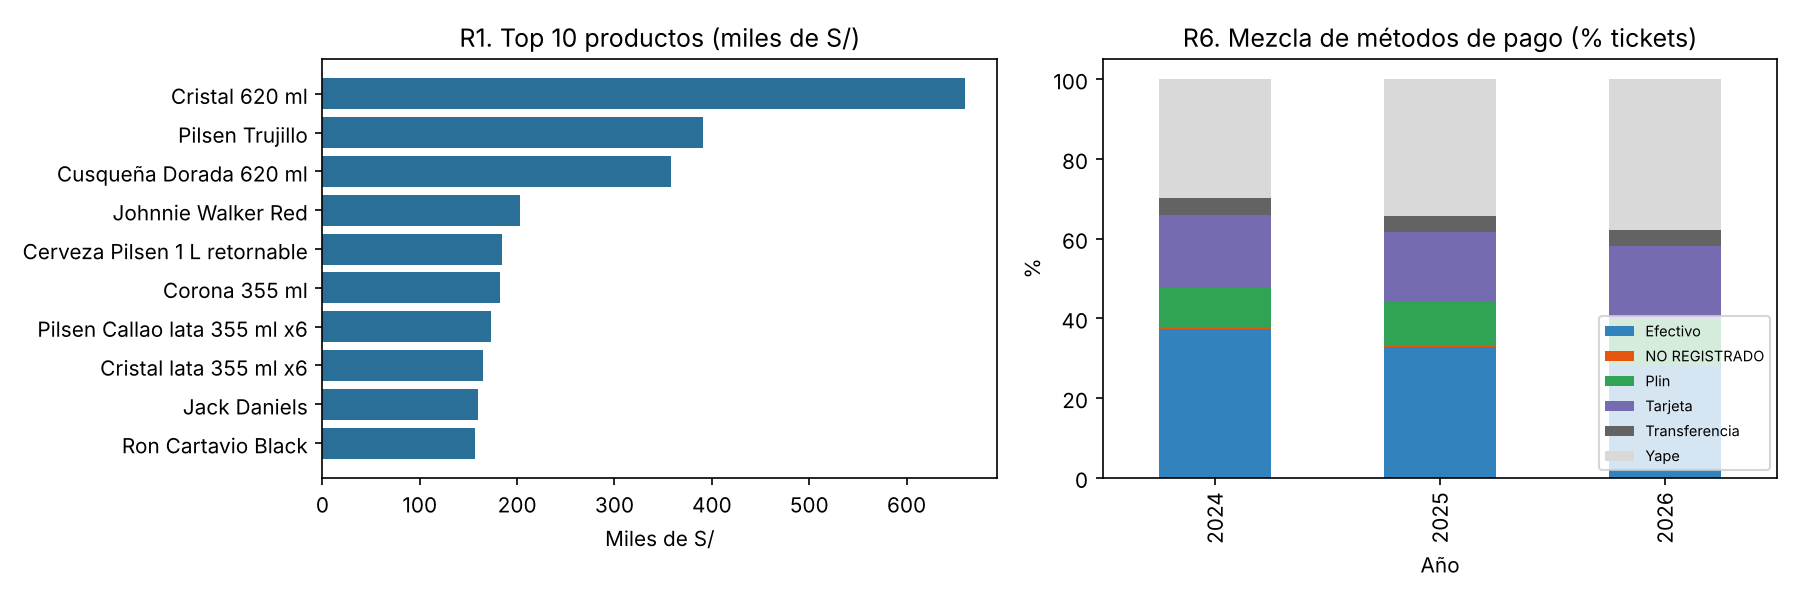 R1. Top 10 productos (miles de S/)
Cristal 620 ml
Pilsen Trujillo
Cusqueña Dorada 620 ml
Johnnie Walker Red
Cerveza Pilsen 1 L retornable
Corona 355 ml
Pilsen Callao lata 355 ml x6
Cristal lata 355 ml x6
Jack Daniels
Ron Cartavio Black
0 100 200 300 400 500 600
Miles de S/
R6. Mezcla de métodos de pago (% tickets)
%
100
80
60
40
20
0
Efectivo
NO REGISTRADO
Plin
Tarjeta
Transferencia
Yape
2024 2025 2026
Año